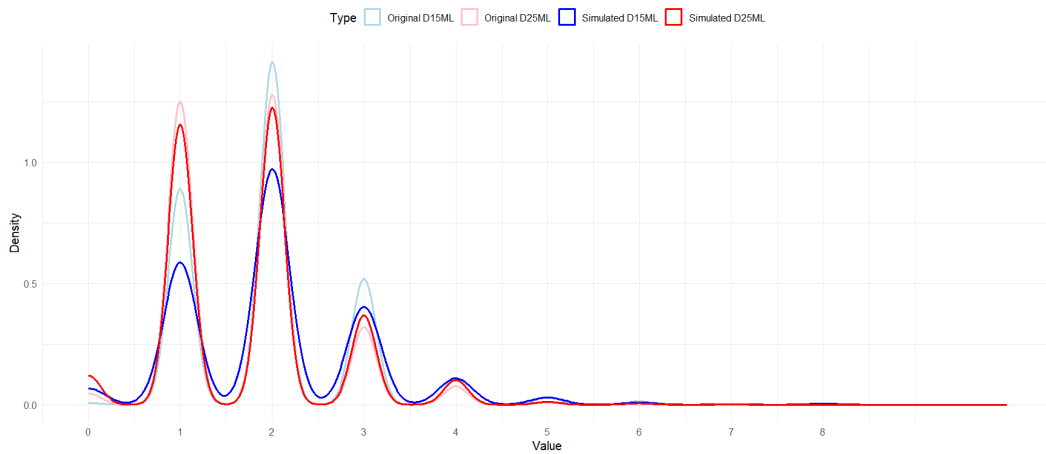 Type Original D15ML Original D25ML Simulated D15ML Simulated D25ML
Density
1.0
0.5
0.0
0 1 2 3 4 5 6 7 8
Value